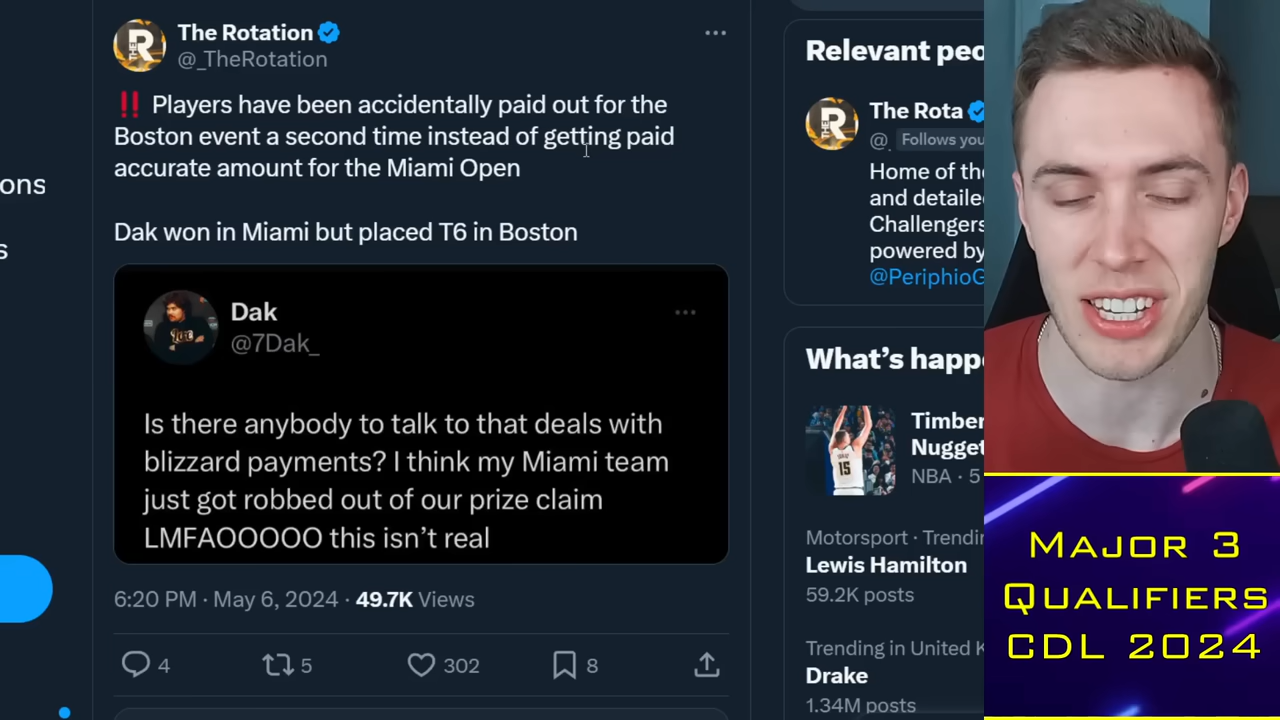 The Rotation
@_TheRotation
‼ Players have been accidentally paid out for the
Boston event a second time instead of getting paid
accurate amount for the Miami Open
Dak won in Miami but placed T6 in Boston
Dak
@7Dak_
Is there anybody to talk to that deals with
blizzard payments? I think my Miami team
just got robbed out of our prize claim
LMFAOOOOO this isn't real
6:20 PM · May 6, 2024 · 49.7K Views
4
5
302
8
ons
s
Relevant peo
The Rota
@_
Follows you
Home of the
and detailed
Challengers
powered by
@PeriphioG
What's happe
Timber
Nugget
NBA · 5
15
Motorsport · Trendin
Lewis Hamilton
59.2K posts
Trending in United K
Drake
1.34M posts
MAJOR 3
QUALIFIERS
CDL 2024